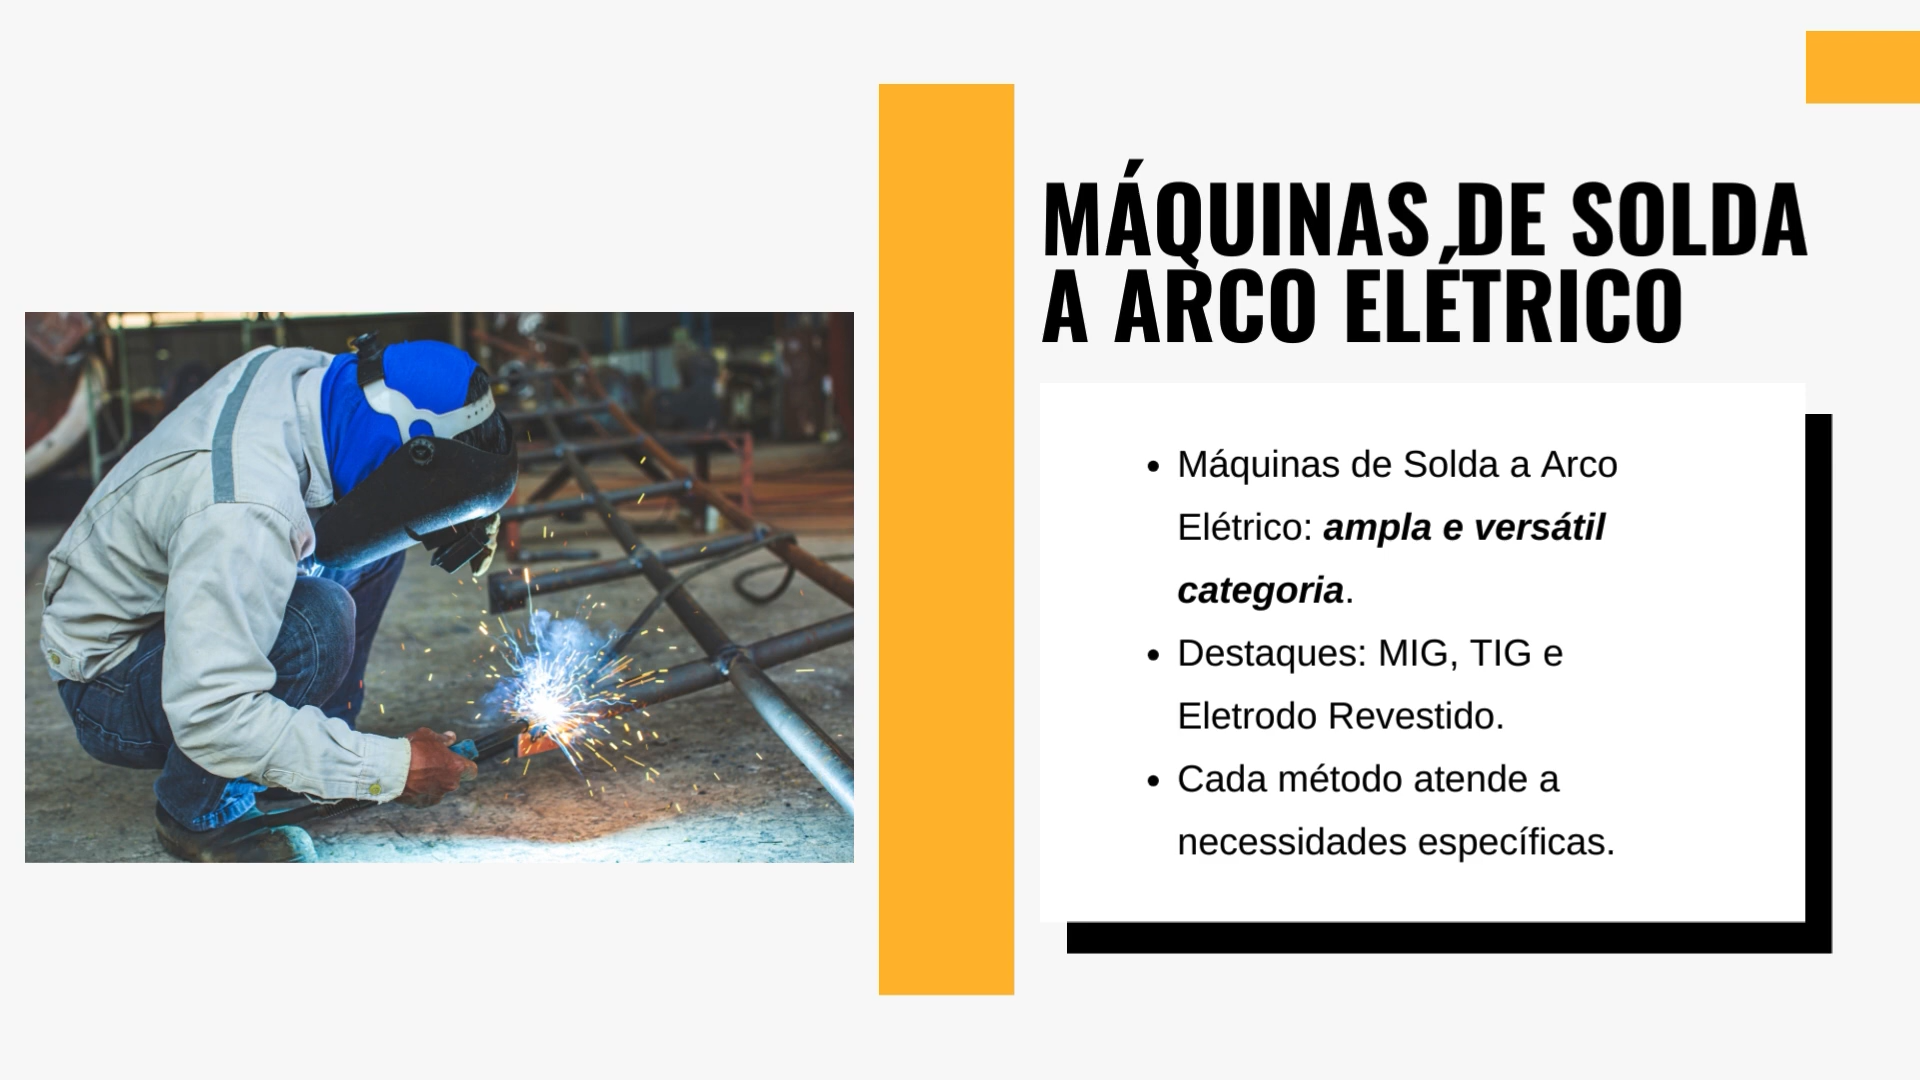 MÁQUINAS DE SOLDA
A ARCO ELÉTRICO
• Máquinas de Solda a Arco
Elétrico: ampla e versátil
categoria.
• Destaques: MIG, TIG e
Eletrodo Revestido.
• Cada método atende a
necessidades específicas.